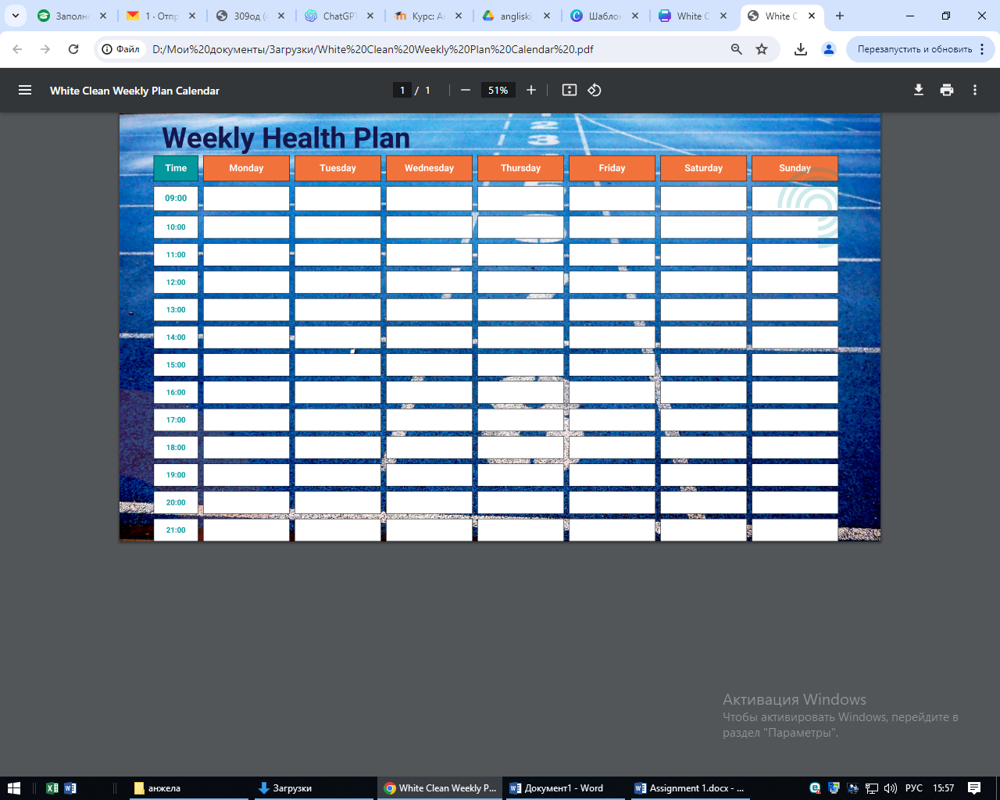 Заполне
1 - Отпр
309од (-
ChatGPT
Курс: Ан
angliski
Шаблон
White C
White C
Файл
D:/Мои%20документы/Загрузки/White%20Clean%20Weekly%20Plan%20Calendar%20.pdf
Перезапустить и обновить
White Clean Weekly Plan Calendar
1 / 1
51%
Weekly Health Plan
Time Monday Tuesday Wednesday Thursday Friday Saturday Sunday
09:00
10:00
11:00
12:00
13:00
14:00
15:00
16:00
17:00
18:00
19:00
20:00
21:00
Активация Windows
Чтобы активировать Windows, перейдите в
раздел "Параметры".
анжела
Загрузки
White Clean Weekly P...
Документ1 - Word
Assignment 1.docx - ...
РУС
15:57